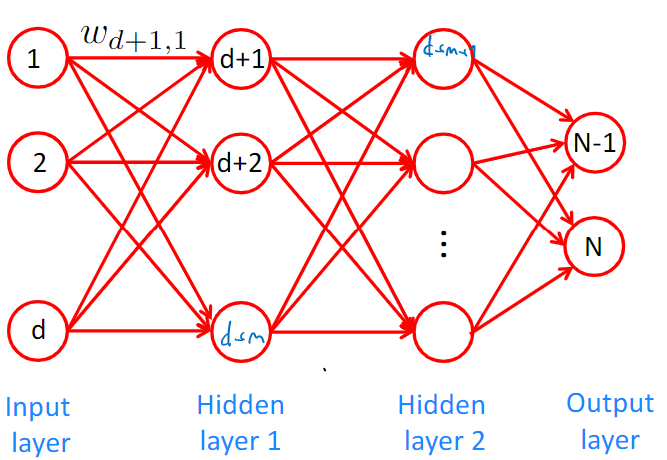 w_{d+1,1}
1
d+1
d+m+1
2
d+2
N-1
⋮
N
d
d+m
Input
layer
Hidden
layer 1
Hidden
layer 2
Output
layer